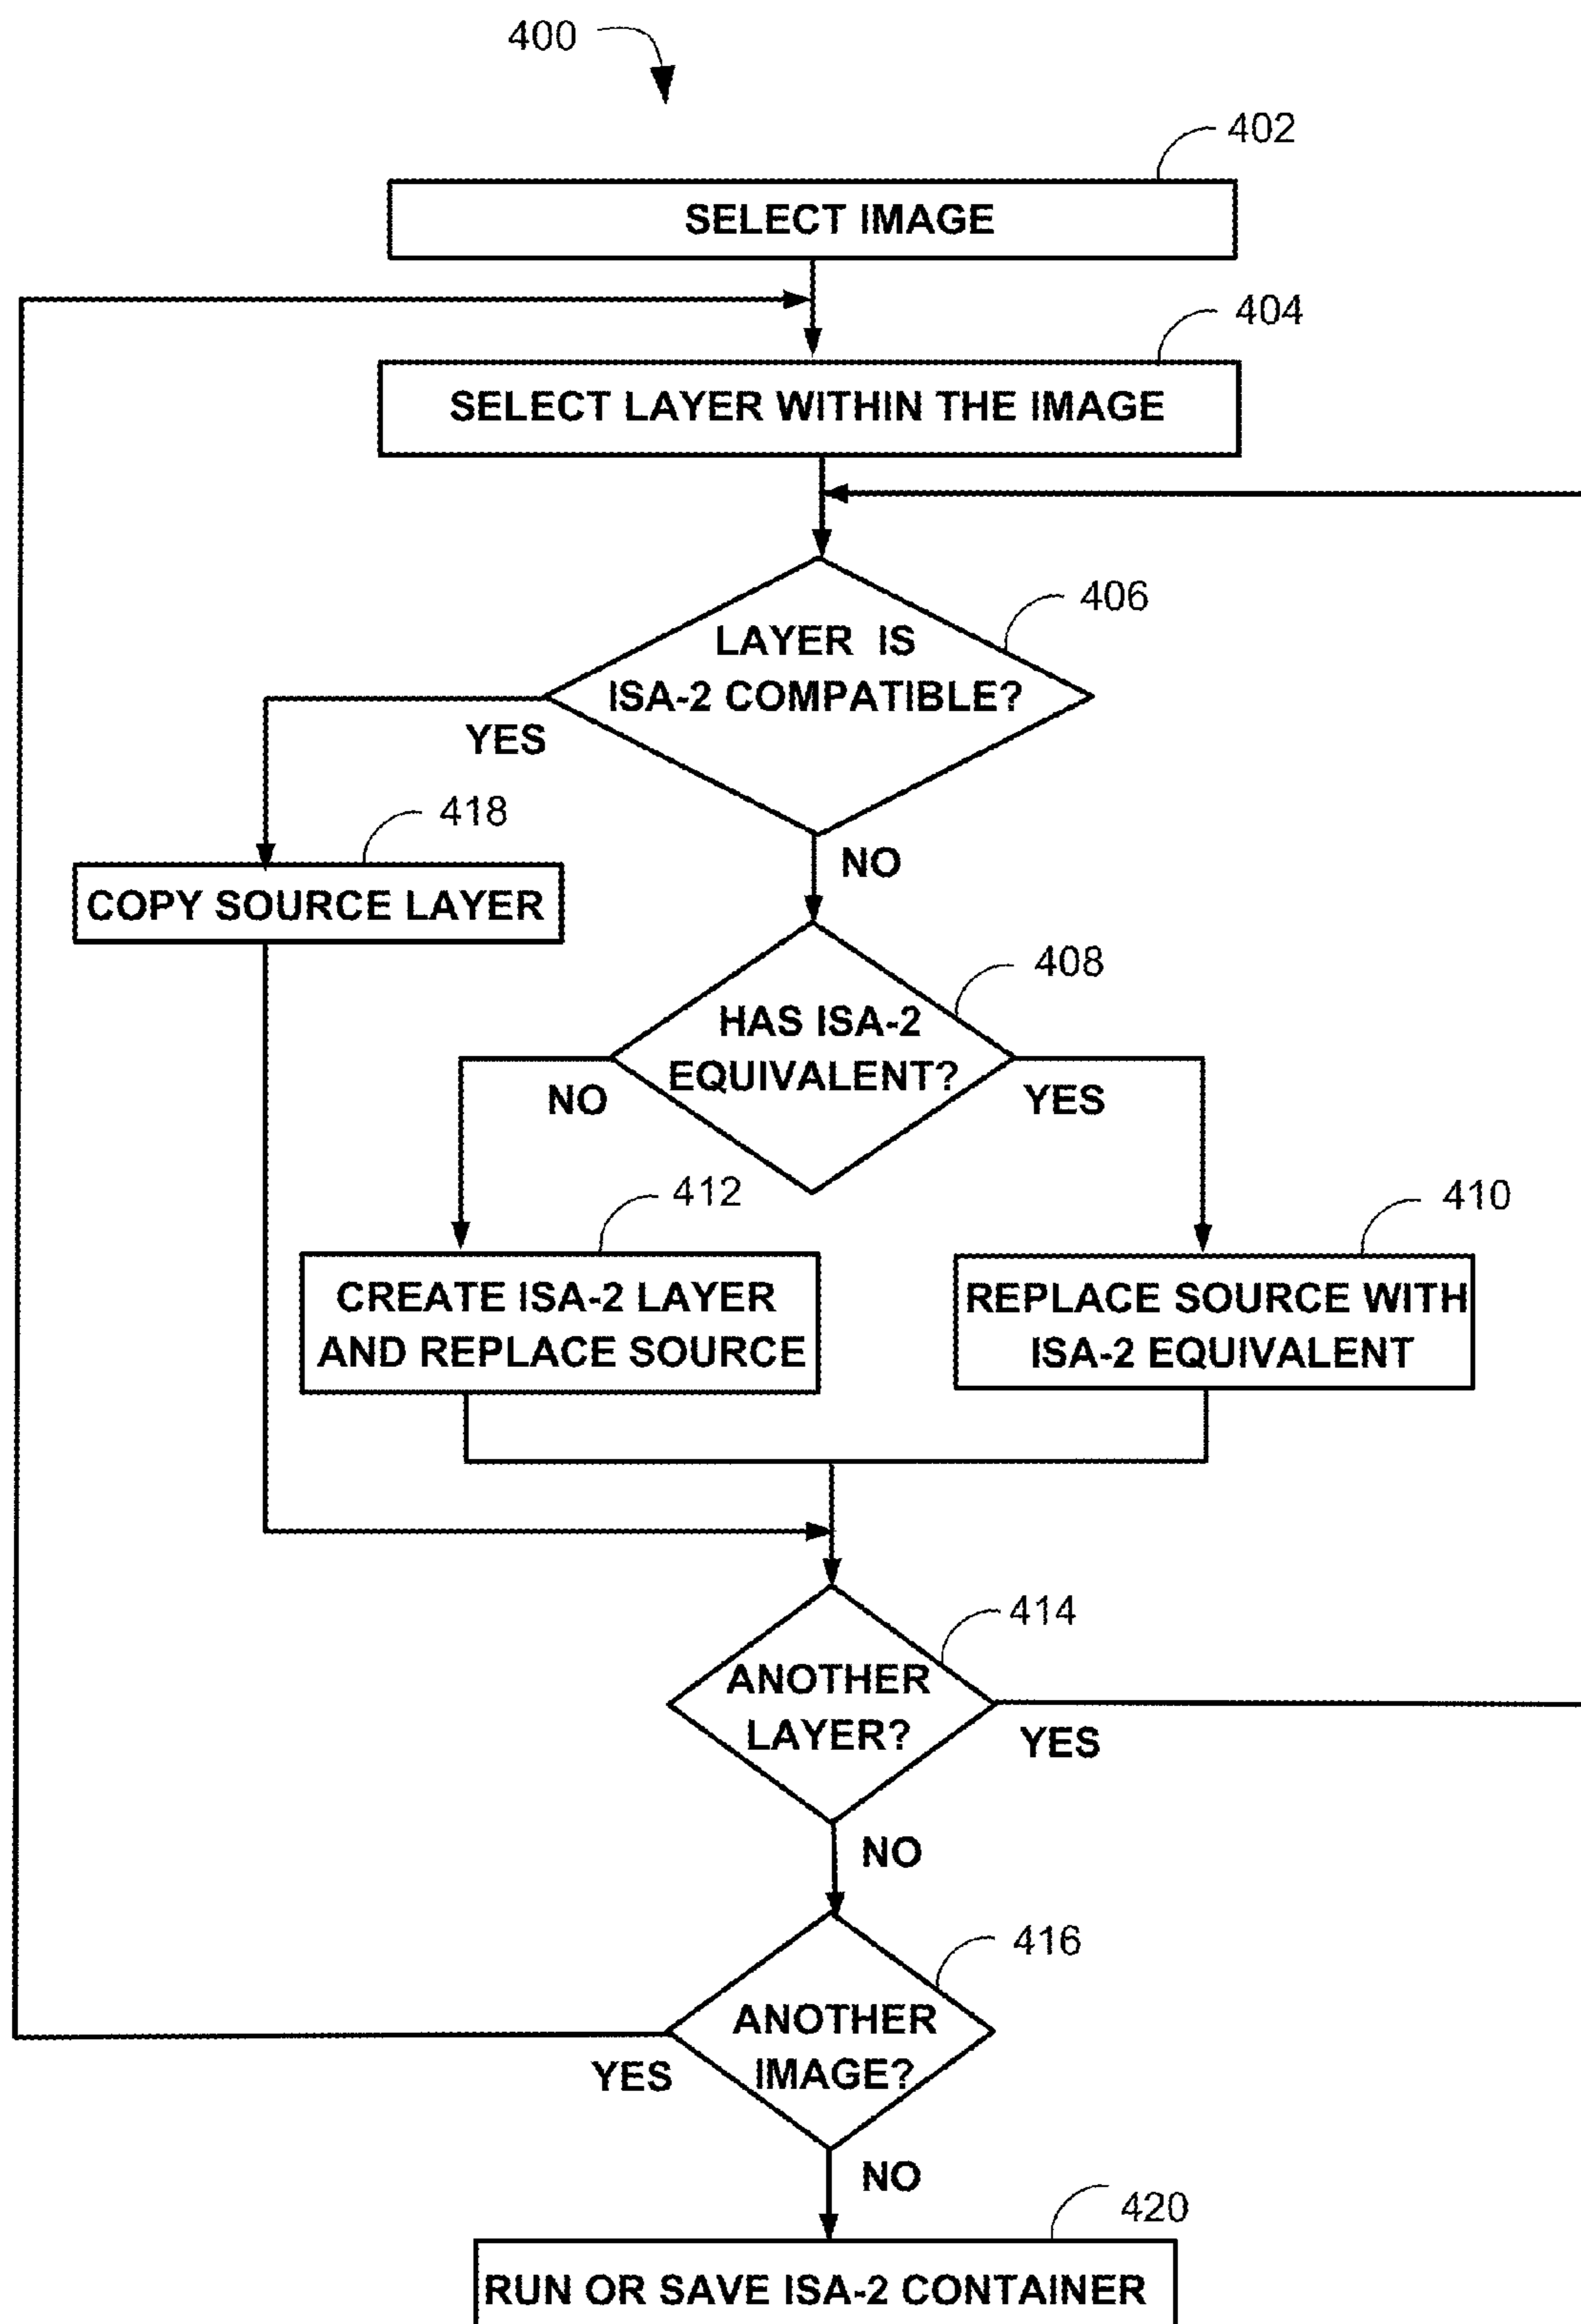 400
402
SELECT IMAGE
404
SELECT LAYER WITHIN THE IMAGE
406
LAYER IS
ISA-2 COMPATIBLE?
YES
418
NO
COPY SOURCE LAYER
408
HAS ISA-2
EQUIVALENT?
NO
YES
412
410
CREATE ISA-2 LAYER
AND REPLACE SOURCE
REPLACE SOURCE WITH
ISA-2 EQUIVALENT
414
ANOTHER
LAYER?
YES
NO
416
ANOTHER
IMAGE?
YES
NO
420
RUN OR SAVE ISA-2 CONTAINER